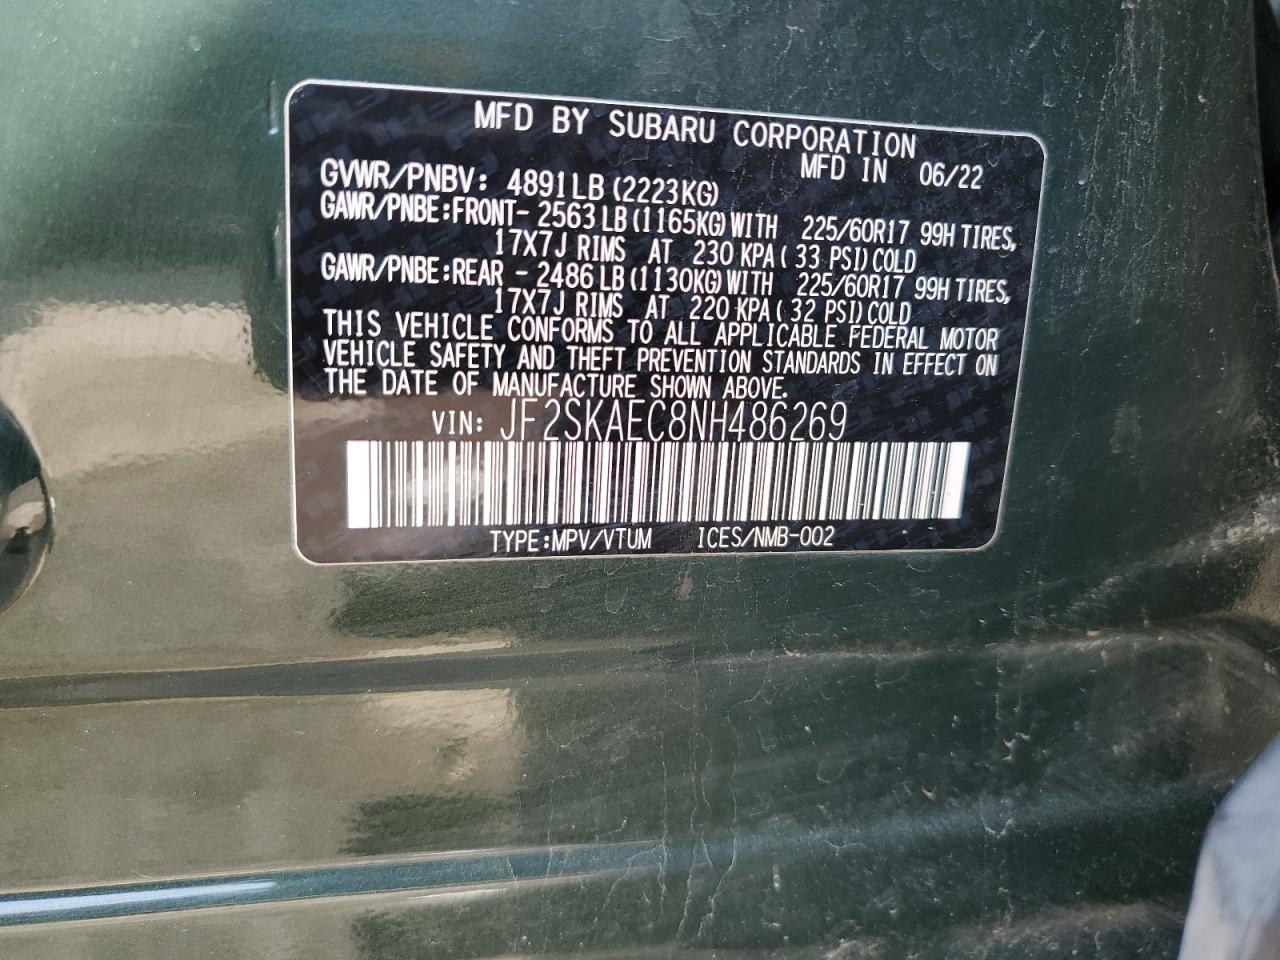 MFD BY SUBARU CORPORATION
MFD IN 06/22
GVWR/PNBV: 4891LB (2223KG)
GAWR/PNBE:FRONT- 2563 LB (1165KG) WITH 225/60R17 99H TIRES,
17X7J RIMS AT 230 KPA ( 33 PSI) COLD
GAWR/PNBE:REAR - 2486 LB (1130KG) WITH 225/60R17 99H TIRES,
17X7J RIMS AT 220 KPA ( 32 PSI) COLD
THIS VEHICLE CONFORMS TO ALL APPLICABLE FEDERAL MOTOR
VEHICLE SAFETY AND THEFT PREVENTION STANDARDS IN EFFECT ON
THE DATE OF MANUFACTURE SHOWN ABOVE.
VIN: JF2SKAEC8NH486269
TYPE:MPV/VTUM ICES/NMB-002